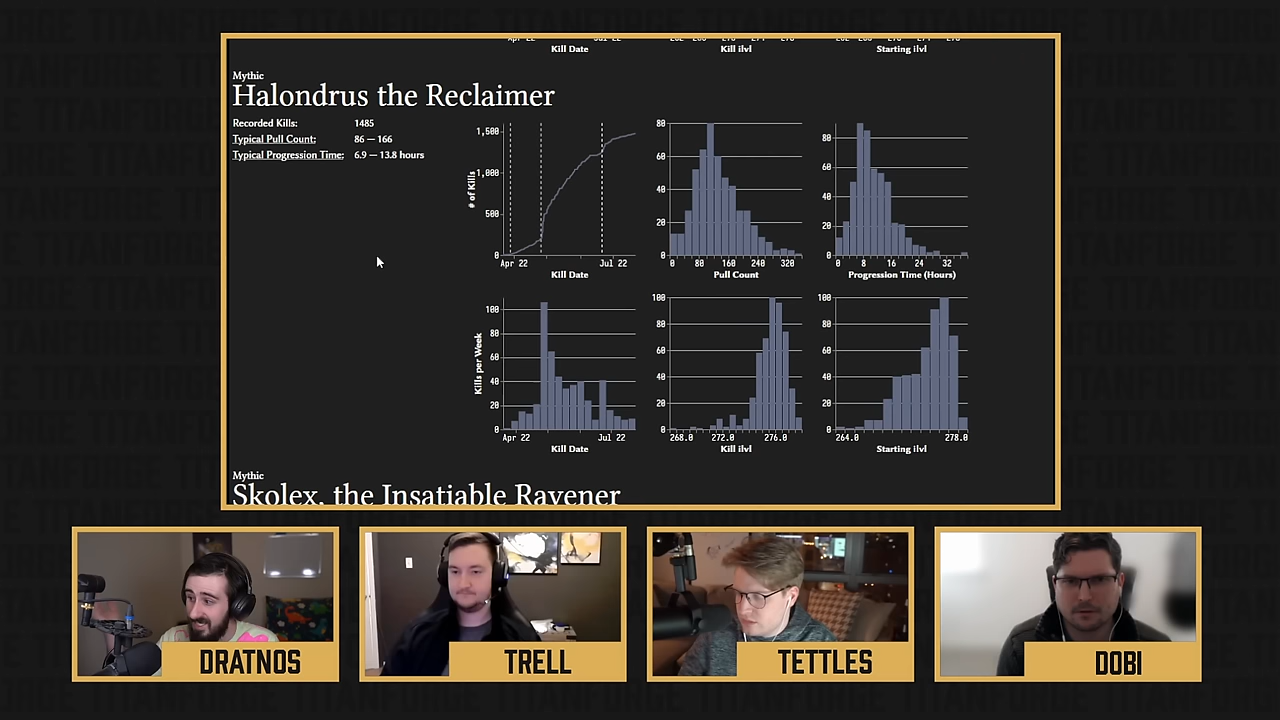 Kill Date
Kill ilvl
Starting ilvl
Mythic
Halondrus the Reclaimer
Recorded Kills: 1485
Typical Pull Count: 86 — 166
Typical Progression Time: 6.9 — 13.8 hours
# of Kills
1,500
1,000
500
0
Apr 22 Jul 22
Kill Date
80
60
40
20
0
0 80 160 240 320
Pull Count
80
60
40
20
0
0 8 16 24 32
Progression Time (Hours)
Kills per Week
100
80
60
40
20
0
Apr 22 Jul 22
Kill Date
100
80
60
40
20
0
268.0 272.0 276.0
Kill ilvl
100
80
60
40
20
0
264.0 278.0
Starting ilvl
Mythic
Skolex, the Insatiable Ravener
DRATNOS
TRELL
TETTLES
DOBI